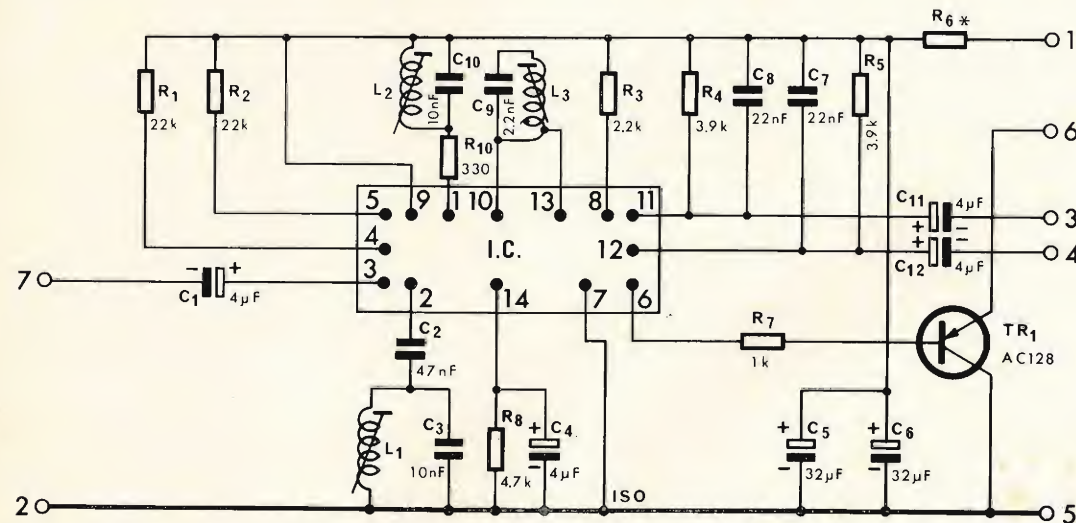 R6*
1
R1
22k
R2
22k
L2
C10
10nF
C9
2.2nF
L3
R3
2.2k
R4
3.9k
C8
22nF
C7
22nF
R5
3.9k
R10
330
6
5
9
1
10
13
8
11
C11
4µF
+
−
3
4
I.C.
12
+
−
C12
4µF
4
7
−
+
C1
4µF
3
2
14
7
6
C2
47nF
R7
1k
TR1
AC128
L1
C3
10nF
R8
4.7k
+
C4
−
4µF
ISO
+
C5
−
32µF
+
C6
−
32µF
2
5